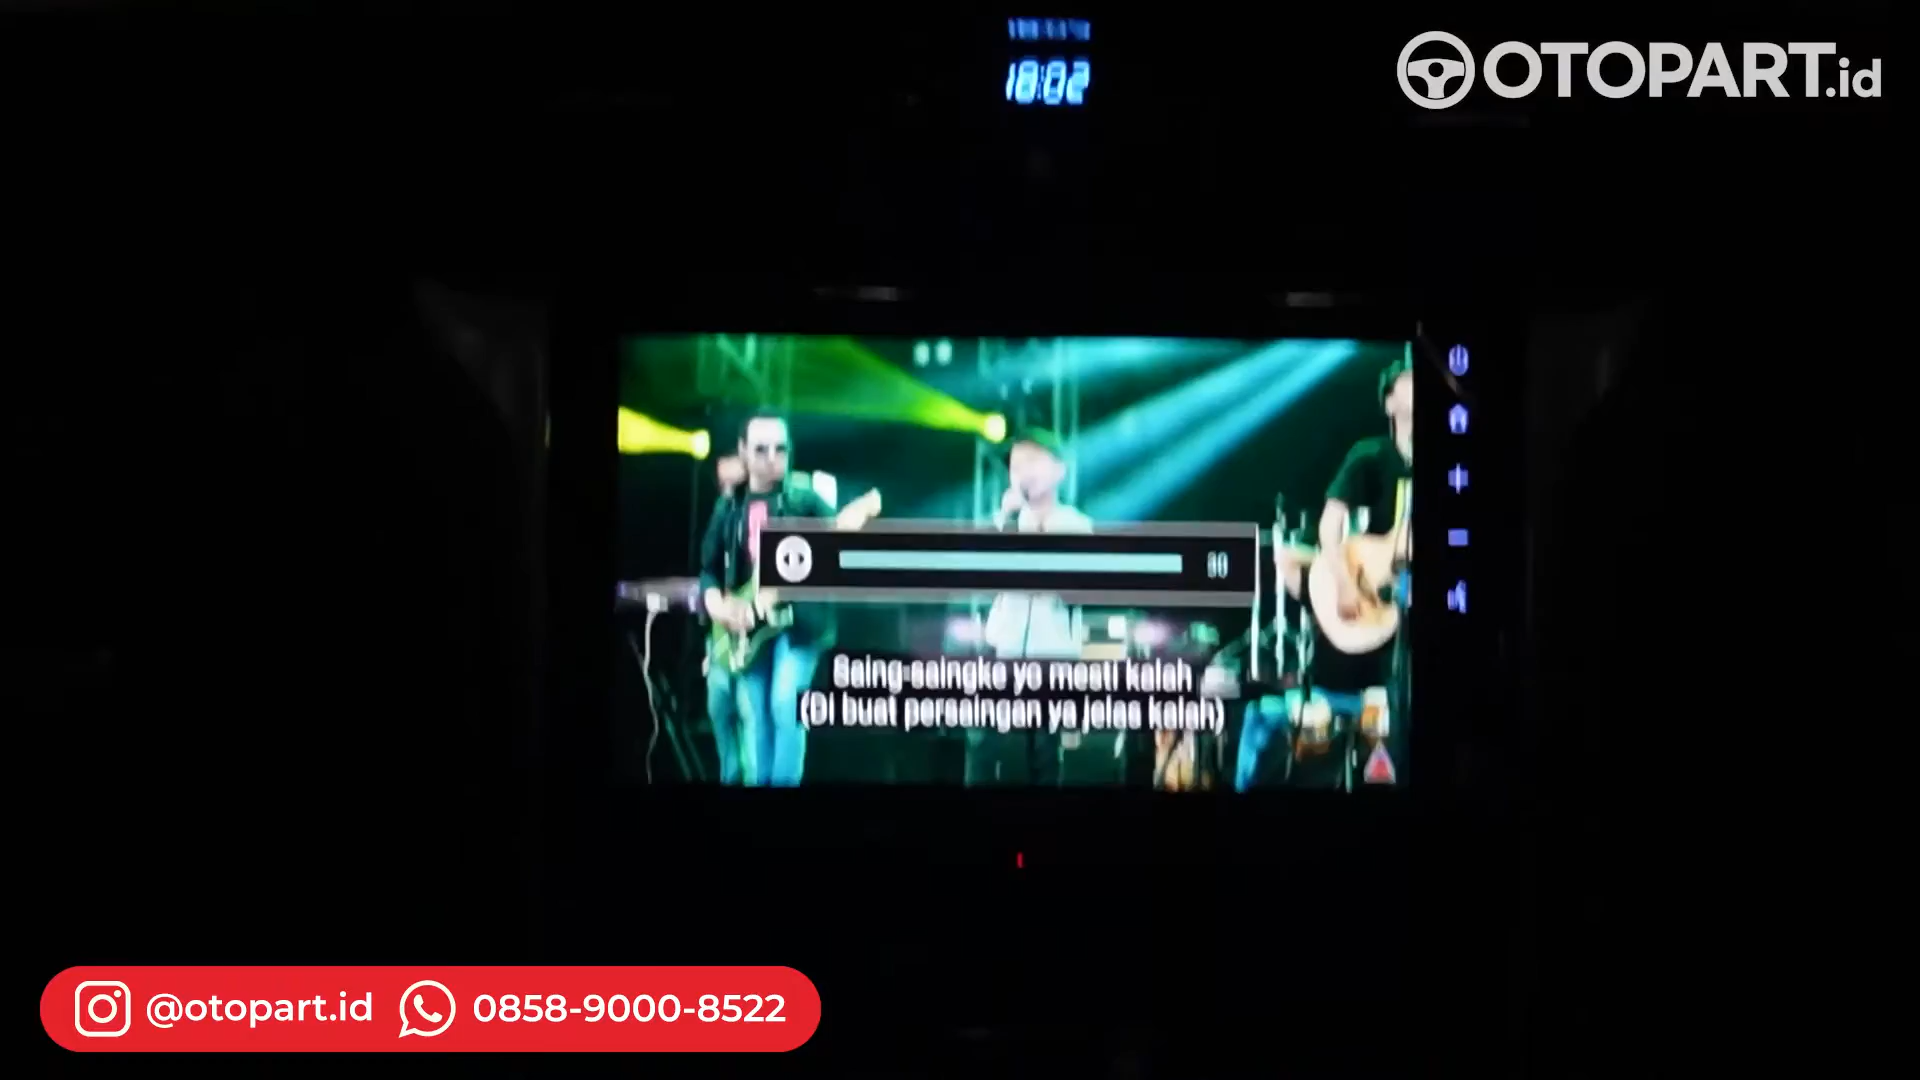 18:02
OTOPART.id
Saing-saingke yo mesti kalah
(Di buat persaingan ya jelas kalah)
@otopart.id 0858-9000-8522